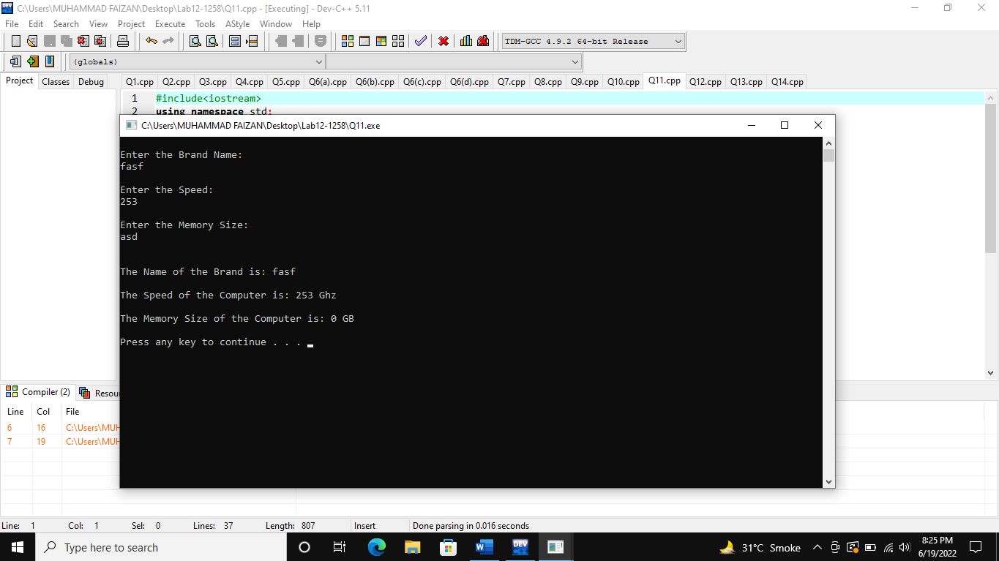 C:\Users\MUHAMMAD FAIZAN\Desktop\Lab12-1258\Q11.cpp - [Executing] - Dev-C++ 5.11
File Edit Search View Project Execute Tools AStyle Window Help
TDM-GCC 4.9.2 64-bit Release
(globals)
Project Classes Debug Q1.cpp Q2.cpp Q3.cpp Q4.cpp Q5.cpp Q6(a).cpp Q6(b).cpp Q6(c).cpp Q6(d).cpp Q7.cpp Q8.cpp Q9.cpp Q10.cpp Q11.cpp Q12.cpp Q13.cpp Q14.cpp
1 #include<iostream>
2 using namespace std;
C:\Users\MUHAMMAD FAIZAN\Desktop\Lab12-1258\Q11.exe
Enter the Brand Name:
fasf
Enter the Speed:
253
Enter the Memory Size:
asd
The Name of the Brand is: fasf
The Speed of the Computer is: 253 Ghz
The Memory Size of the Computer is: 0 GB
Press any key to continue . . .
Compiler (2) Resou
Line Col File
6 16 C:\Users\MUH
7 19 C:\Users\MUH
Line: 1 Col: 1 Sel: 0 Lines: 37 Length: 807 Insert Done parsing in 0.016 seconds
Type here to search
31°C Smoke
8:25 PM
6/19/2022